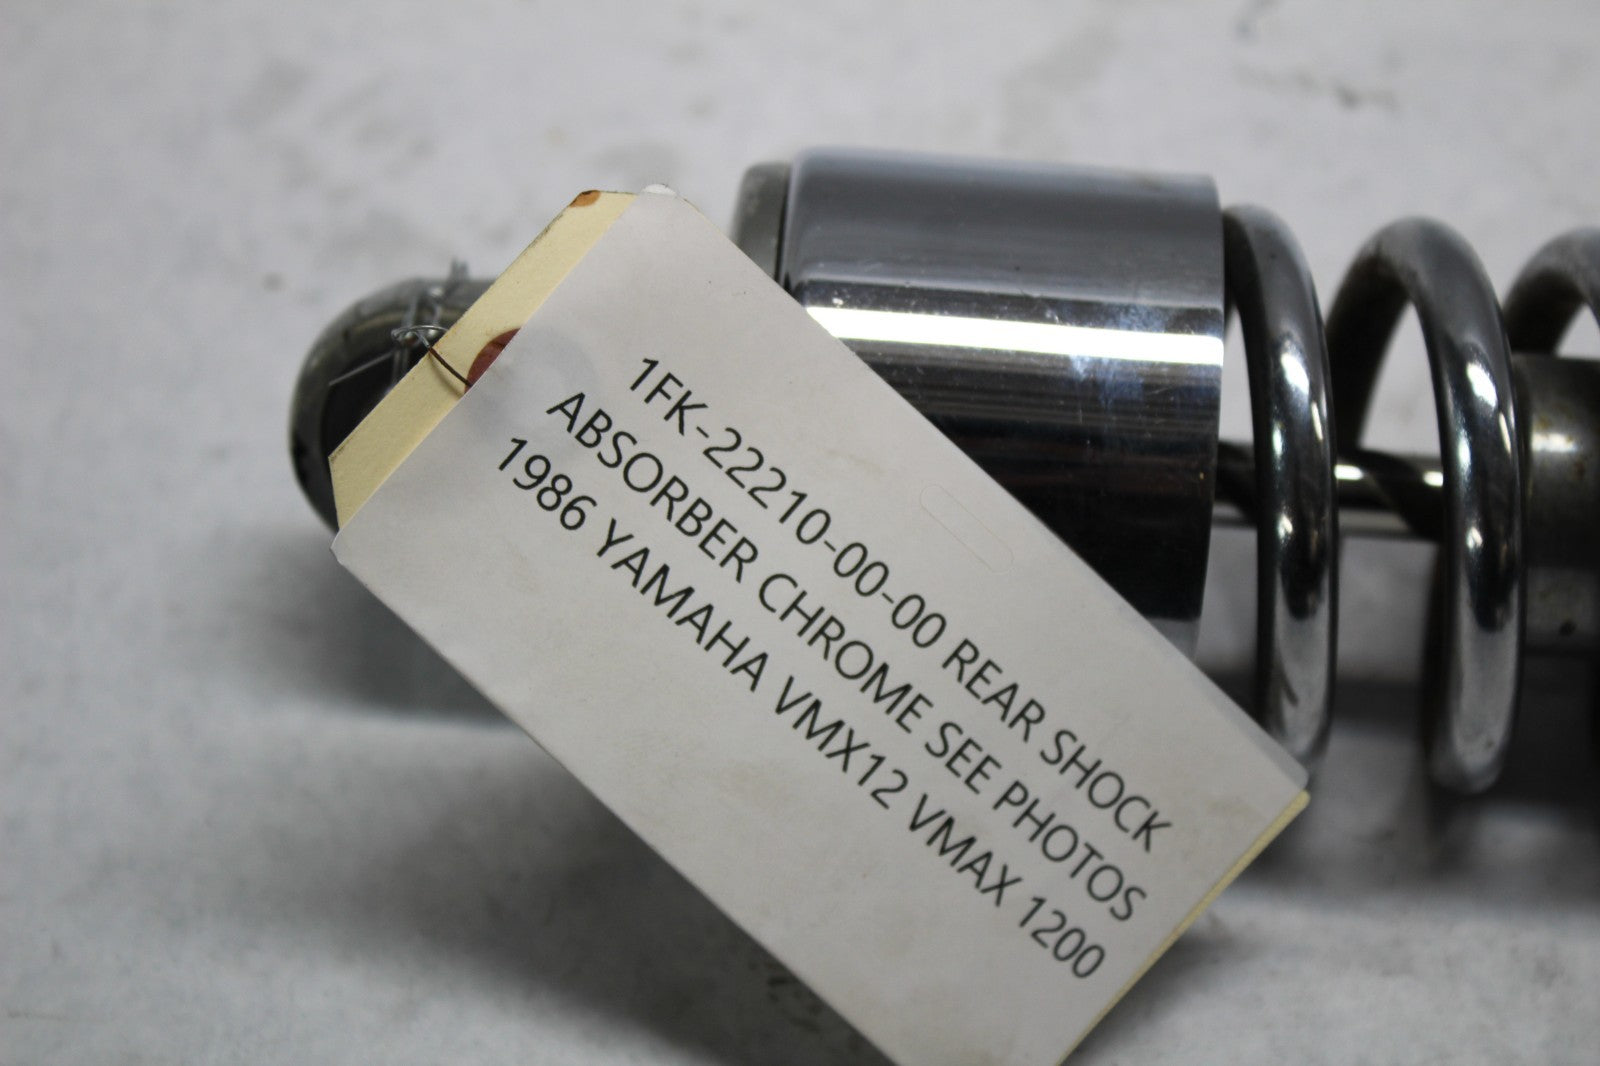 1FK-22210-00-00 REAR SHOCK
ABSORBER CHROME SEE PHOTOS
1986 YAMAHA VMX12 VMAX 1200